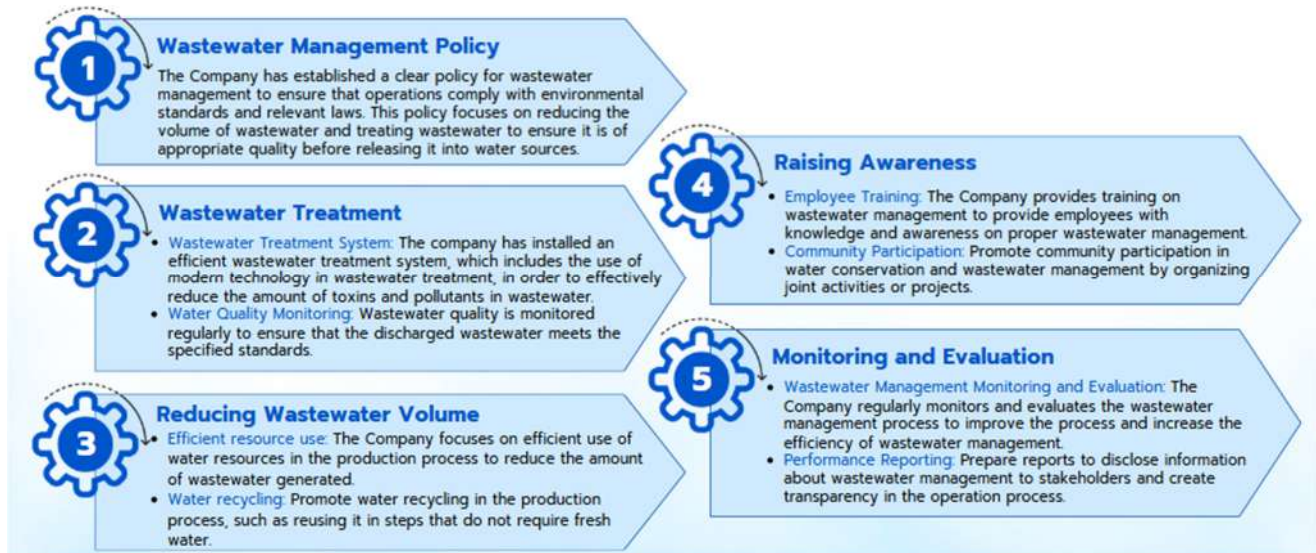 1
Wastewater Management Policy
The Company has established a clear policy for wastewater
management to ensure that operations comply with environmental
standards and relevant laws. This policy focuses on reducing the
volume of wastewater and treating wastewater to ensure it is of
appropriate quality before releasing it into water sources.
2
Wastewater Treatment
• Wastewater Treatment System: The company has installed an
efficient wastewater treatment system, which includes the use of
modern technology in wastewater treatment, in order to effectively
reduce the amount of toxins and pollutants in wastewater.
• Water Quality Monitoring: Wastewater quality is monitored
regularly to ensure that the discharged wastewater meets the
specified standards.
3
Reducing Wastewater Volume
• Efficient resource use: The Company focuses on efficient use of
water resources in the production process to reduce the amount
of wastewater generated.
• Water recycling: Promote water recycling in the production
process, such as reusing it in steps that do not require fresh
water.
4
Raising Awareness
• Employee Training: The Company provides training on
wastewater management to provide employees with
knowledge and awareness on proper wastewater management.
• Community Participation: Promote community participation in
water conservation and wastewater management by organizing
joint activities or projects.
5
Monitoring and Evaluation
• Wastewater Management Monitoring and Evaluation: The
Company regularly monitors and evaluates the wastewater
management process to improve the process and increase the
efficiency of wastewater management.
• Performance Reporting: Prepare reports to disclose information
about wastewater management to stakeholders and create
transparency in the operation process.